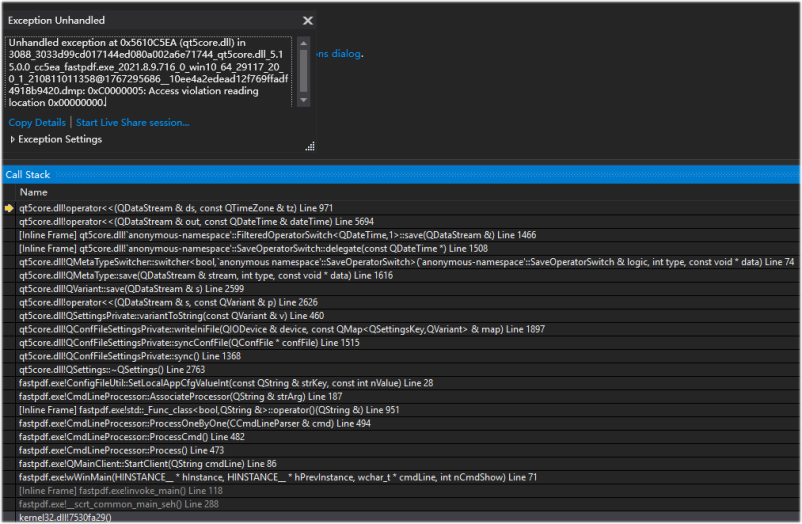 Exception Unhandled
Unhandled exception at 0x5610C5EA (qt5core.dll) in
3088_3033d99cd017144ed080a002a6e71744_qt5core.dll_5.1
5.0.0_cc5ea_fastpdf.exe_2021.8.9.716_0_win10_64_29117_20
0_1_210811011358@1767295686__10ee4a2edead12f769ffadf
4918b9420.dmp: 0xC0000005: Access violation reading
location 0x00000000.
ons dialog.
Copy Details | Start Live Share session...
Exception Settings
Call Stack
Name
qt5core.dll!operator<<(QDataStream & ds, const QTimeZone & tz) Line 971
qt5core.dll!operator<<(QDataStream & out, const QDateTime & dateTime) Line 5694
[Inline Frame] qt5core.dll!`anonymous-namespace'::FilteredOperatorSwitch<QDateTime,1>::save(QDataStream &) Line 1466
[Inline Frame] qt5core.dll!`anonymous-namespace'::SaveOperatorSwitch::delegate(const QDateTime *) Line 1508
qt5core.dll!QMetaTypeSwitcher::switcher<bool,`anonymous namespace'::SaveOperatorSwitch>(`anonymous-namespace'::SaveOperatorSwitch & logic, int type, const void * data) Line 74
qt5core.dll!QMetaType::save(QDataStream & stream, int type, const void * data) Line 1616
qt5core.dll!QVariant::save(QDataStream & s) Line 2599
qt5core.dll!operator<<(QDataStream & s, const QVariant & p) Line 2626
qt5core.dll!QSettingsPrivate::variantToString(const QVariant & v) Line 460
qt5core.dll!QConfFileSettingsPrivate::writeIniFile(QIODevice & device, const QMap<QSettingsKey,QVariant> & map) Line 1897
qt5core.dll!QConfFileSettingsPrivate::syncConfFile(QConfFile * confFile) Line 1515
qt5core.dll!QConfFileSettingsPrivate::sync() Line 1368
qt5core.dll!QSettings::~QSettings() Line 2763
fastpdf.exe!ConfigFileUtil::SetLocalAppCfgValueInt(const QString & strKey, const int nValue) Line 28
fastpdf.exe!CmdLineProcessor::AssociateProcessor(QString & strArg) Line 187
[Inline Frame] fastpdf.exe!std::_Func_class<bool,QString &>::operator()(QString &) Line 951
fastpdf.exe!CmdLineProcessor::ProcessOneByOne(CCmdLineParser & cmd) Line 494
fastpdf.exe!CmdLineProcessor::ProcessCmd() Line 482
fastpdf.exe!CmdLineProcessor::Process() Line 473
fastpdf.exe!QMainClient::StartClient(QString cmdLine) Line 86
fastpdf.exe!wWinMain(HINSTANCE__ * hInstance, HINSTANCE__ * hPrevInstance, wchar_t * cmdLine, int nCmdShow) Line 71
[Inline Frame] fastpdf.exe!invoke_main() Line 118
fastpdf.exe!__scrt_common_main_seh() Line 288
kernel32.dll!7530fa29()